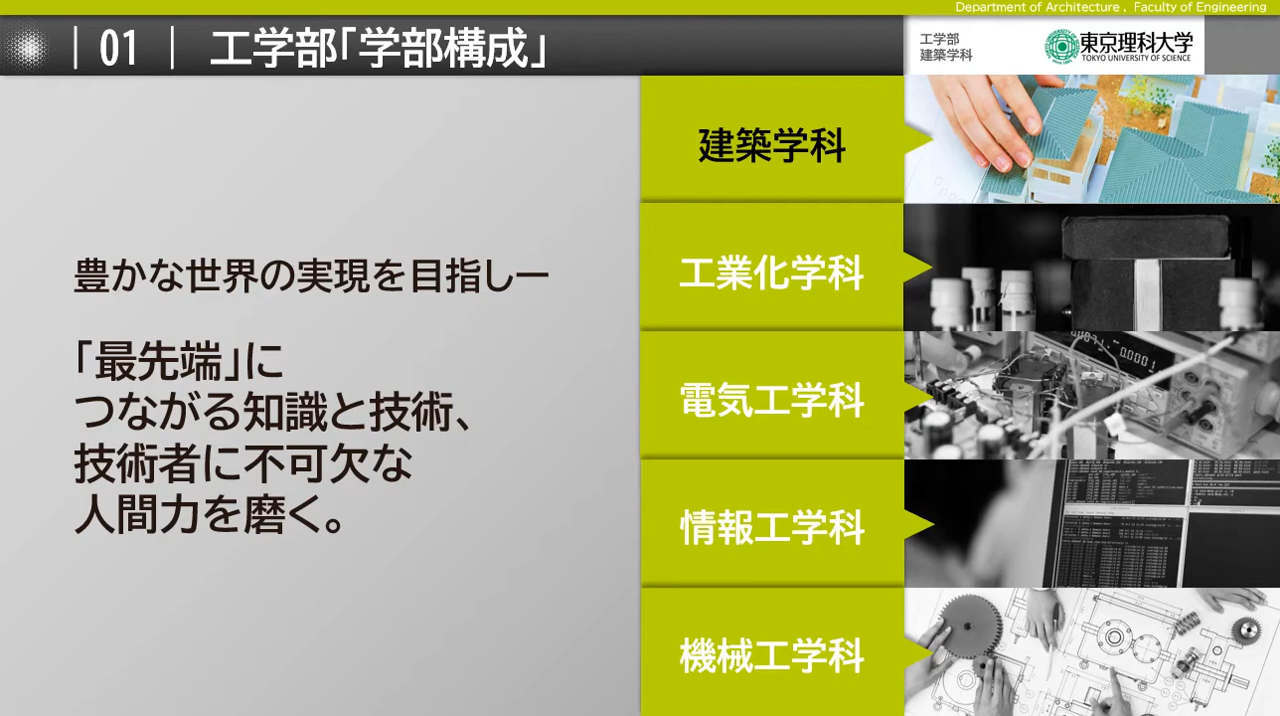 Department of Architecture , Faculty of Engineering
01 工学部「学部構成」
工学部
建築学科
東京理科大学
TOKYO UNIVERSITY OF SCIENCE
豊かな世界の実現を目指しー
「最先端」に
つながる知識と技術、
技術者に不可欠な
人間力を磨く。
建築学科
工業化学科
電気工学科
情報工学科
機械工学科
0.0001